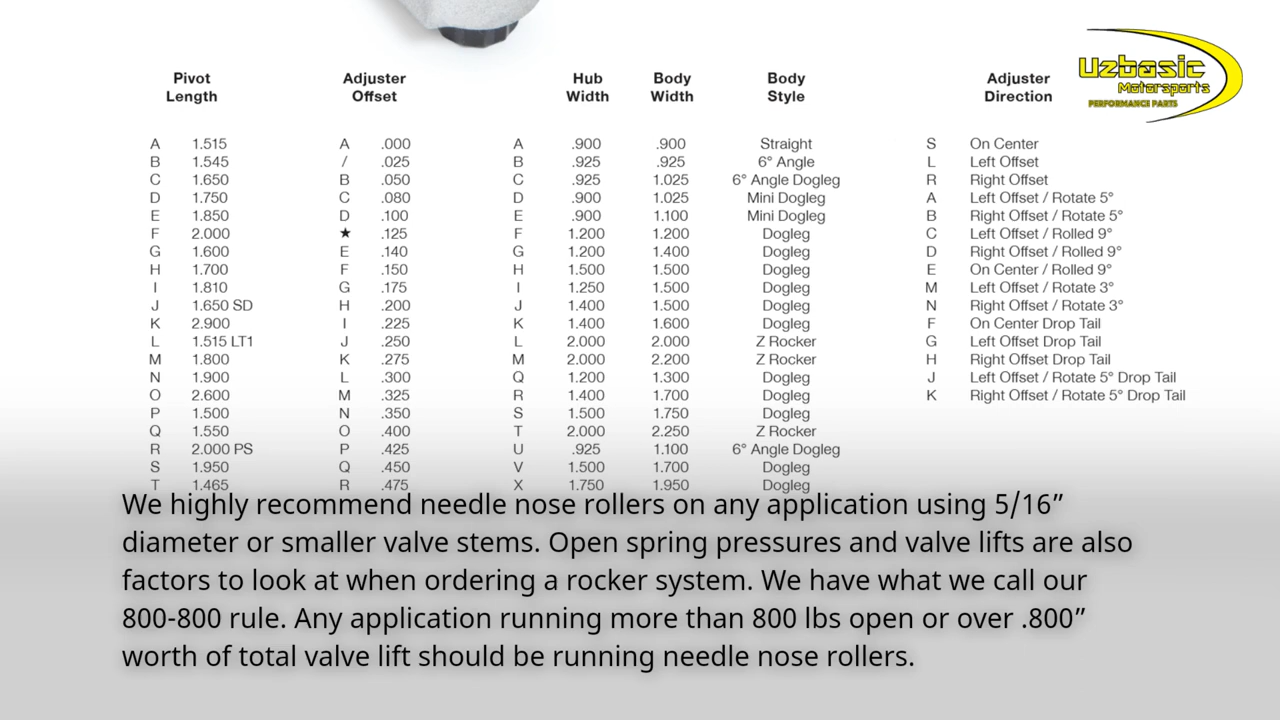 Uzbasic
Motorsports
PERFORMANCE PARTS
Pivot Length Adjuster Offset Hub Width Body Width Body Style Adjuster Direction
A 1.515 A .000 A .900 .900 Straight S On Center
B 1.545 / .025 B .925 .925 6° Angle L Left Offset
C 1.650 B .050 C .925 1.025 6° Angle Dogleg R Right Offset
D 1.750 C .080 D .900 1.025 Mini Dogleg A Left Offset / Rotate 5°
E 1.850 D .100 E .900 1.100 Mini Dogleg B Right Offset / Rotate 5°
F 2.000 ★ .125 F 1.200 1.200 Dogleg C Left Offset / Rolled 9°
G 1.600 E .140 G 1.200 1.400 Dogleg D Right Offset / Rolled 9°
H 1.700 F .150 H 1.500 1.500 Dogleg E On Center / Rolled 9°
I 1.810 G .175 I 1.250 1.500 Dogleg M Left Offset / Rotate 3°
J 1.650 SD H .200 J 1.400 1.500 Dogleg N Right Offset / Rotate 3°
K 2.900 I .225 K 1.400 1.600 Dogleg F On Center Drop Tail
L 1.515 LT1 J .250 L 2.000 2.000 Z Rocker G Left Offset Drop Tail
M 1.800 K .275 M 2.000 2.200 Z Rocker H Right Offset Drop Tail
N 1.900 L .300 Q 1.200 1.300 Dogleg J Left Offset / Rotate 5° Drop Tail
O 2.600 M .325 R 1.400 1.700 Dogleg K Right Offset / Rotate 5° Drop Tail
P 1.500 N .350 S 1.500 1.750 Dogleg
Q 1.550 O .400 T 2.000 2.250 Z Rocker
R 2.000 PS P .425 U .925 1.100 6° Angle Dogleg
S 1.950 Q .450 V 1.500 1.700 Dogleg
T 1.465 R .475 X 1.750 1.950 Dogleg
We highly recommend needle nose rollers on any application using 5/16”
diameter or smaller valve stems. Open spring pressures and valve lifts are also
factors to look at when ordering a rocker system. We have what we call our
800-800 rule. Any application running more than 800 lbs open or over .800”
worth of total valve lift should be running needle nose rollers.